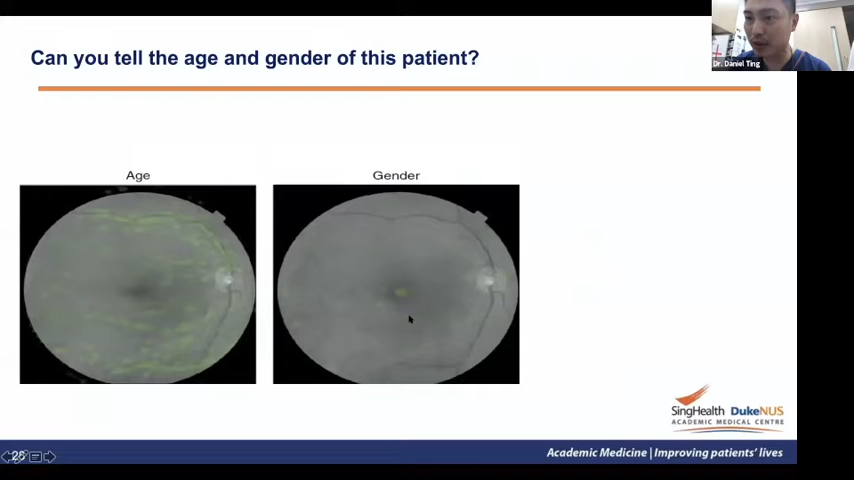 Can you tell the age and gender of this patient?
Dr. Daniel Ting
Age
Gender
SingHealth DukeNUS
ACADEMIC MEDICAL CENTRE
28
Academic Medicine | Improving patients' lives